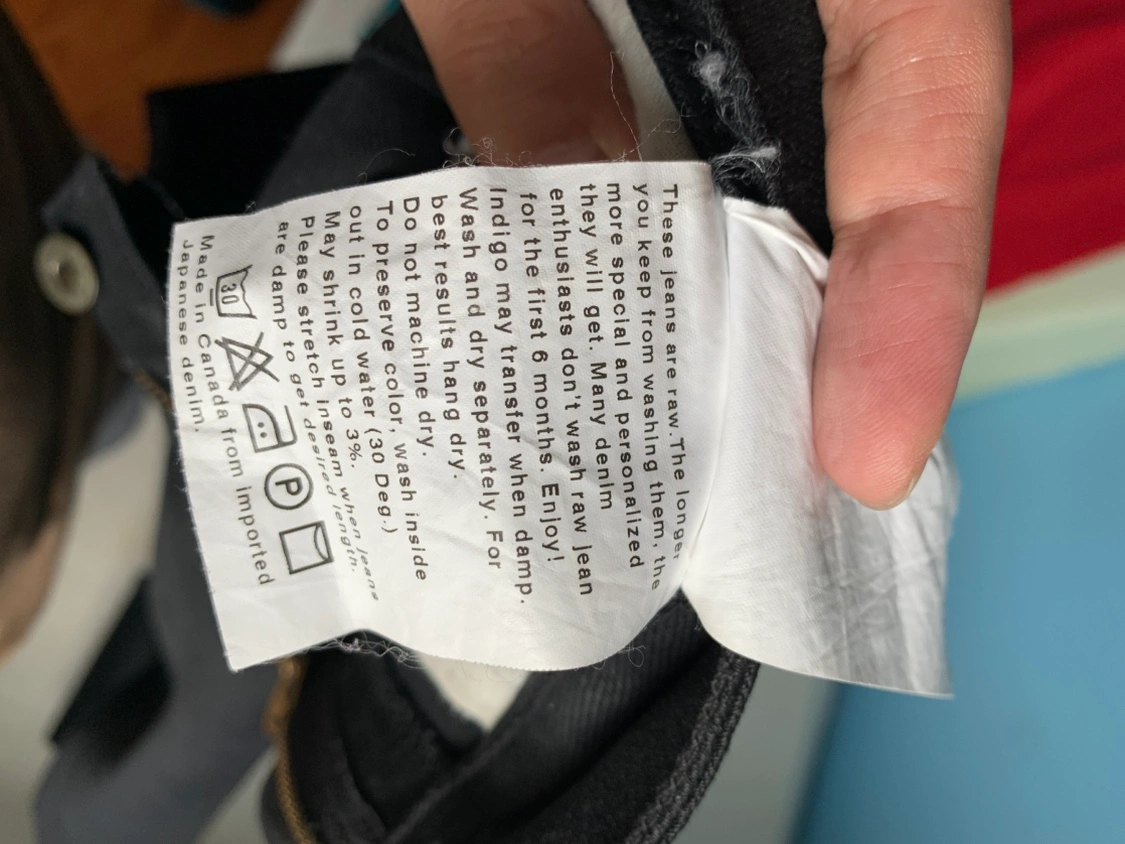 These jeans are raw.The longer
you keep from washing them, the
more special and personalized
they will get. Many denim
enthusiasts don't wash raw jean
for the first 6 months. Enjoy!
Indigo may transfer when damp.
Wash and dry separately. For
best results hang dry.
Do not machine dry.
To preserve color, wash inside
out in cold water (30 Deg.)
May shrink up to 3%.
Please stretch inseam when jeans
are damp to get desired length.
30 P
Made in Canada from imported
Japanese denim.